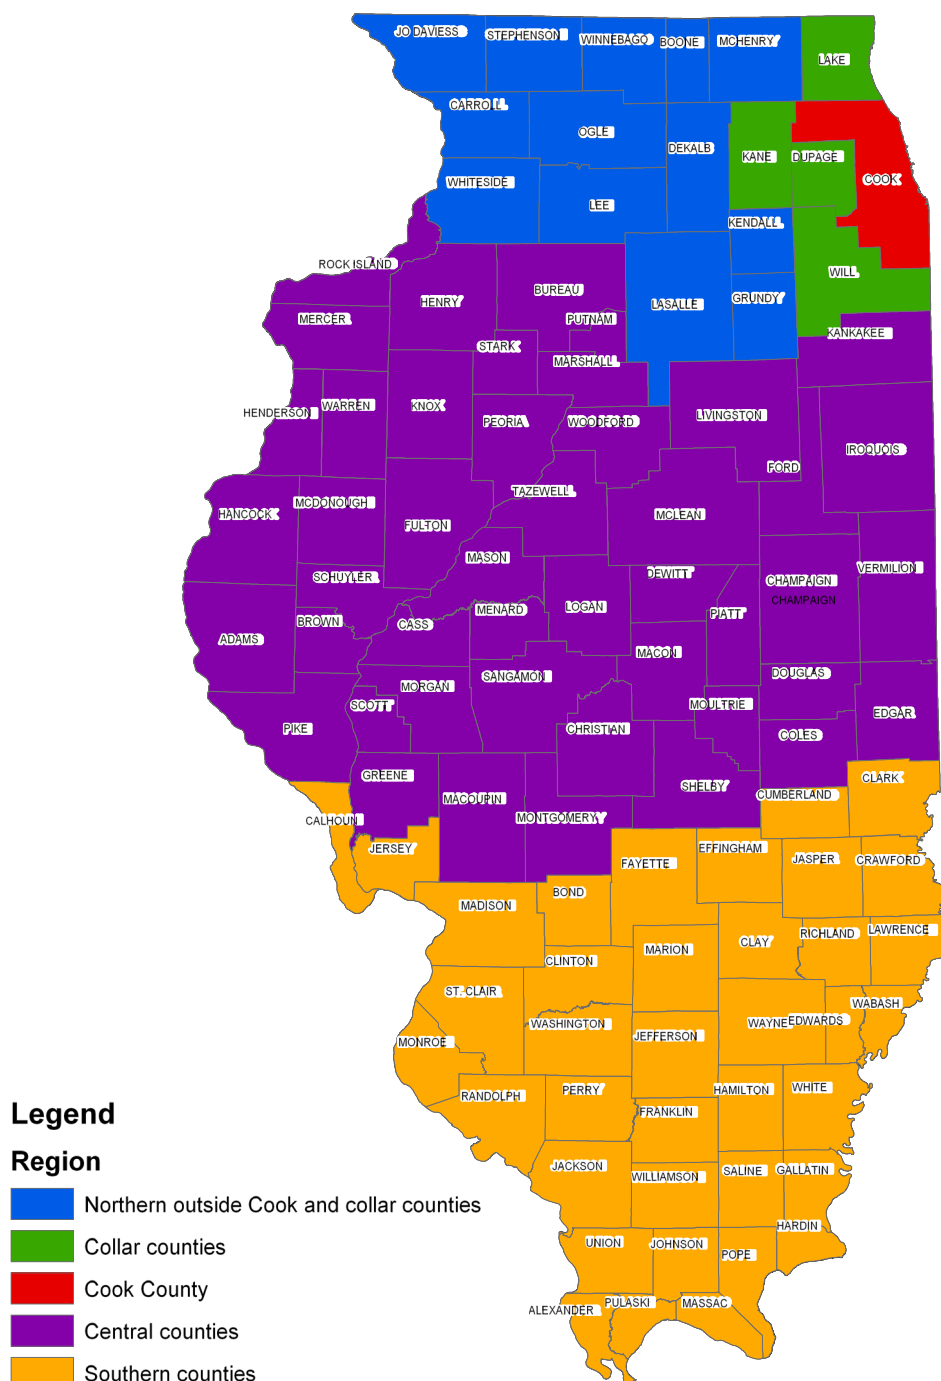 JO DAVIESS
STEPHENSON
WINNEBAGO
BOONE
MCHENRY
LAKE
CARROLL
OGLE
DEKALB
KANE
DUPAGE
COOK
WHITESIDE
LEE
KENDALL
ROCK ISLAND
WILL
HENRY
BUREAU
LASALLE
GRUNDY
MERCER
PUTNAM
KANKAKEE
STARK
MARSHALL
HENDERSON
WARREN
KNOX
PEORIA
WOODFORD
LIVINGSTON
IROQUOIS
FORD
HANCOCK
MCDONOUGH
TAZEWELL
MCLEAN
FULTON
MASON
SCHUYLER
DEWITT
CHAMPAIGN
VERMILION
CHAMPAIGN
LOGAN
MENARD
PIATT
BROWN
CASS
ADAMS
MACON
DOUGLAS
SANGAMON
MORGAN
SCOTT
MOULTRIE
EDGAR
PIKE
CHRISTIAN
COLES
GREENE
SHELBY
CLARK
MACOUPIN
CUMBERLAND
MONTGOMERY
CALHOUN
JERSEY
EFFINGHAM
FAYETTE
JASPER
CRAWFORD
BOND
MADISON
CLAY
RICHLAND
LAWRENCE
MARION
CLINTON
ST. CLAIR
WABASH
WASHINGTON
WAYNE
EDWARDS
JEFFERSON
MONROE
RANDOLPH
PERRY
HAMILTON
WHITE
FRANKLIN
JACKSON
WILLIAMSON
SALINE
GALLATIN
HARDIN
UNION
JOHNSON
POPE
ALEXANDER
PULASKI
MASSAC
Legend
Region
Northern outside Cook and collar counties
Collar counties
Cook County
Central counties
Southern counties